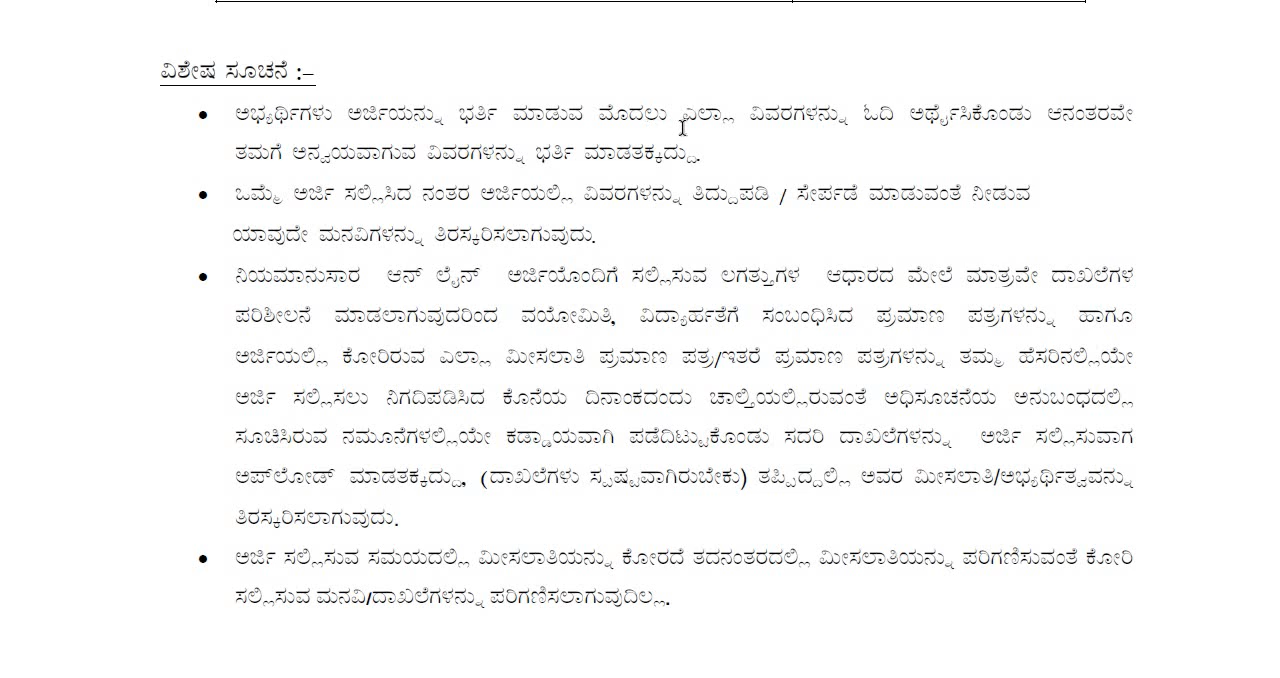 ವಿಶೇಷ ಸೂಚನೆ :–
• ಅಭ್ಯರ್ಥಿಗಳು ಅರ್ಜಿಯನ್ನು ಭರ್ತಿ ಮಾಡುವ ಮೊದಲು ಎಲ್ಲಾ ವಿವರಗಳನ್ನು ಓದಿ ಅರ್ಥೈಸಿಕೊಂಡು ಆನಂತರವೇ
ತಮಗೆ ಅನ್ವಯವಾಗುವ ವಿವರಗಳನ್ನು ಭರ್ತಿ ಮಾಡತಕ್ಕದ್ದು.
• ಒಮ್ಮೆ ಅರ್ಜಿ ಸಲ್ಲಿಸಿದ ನಂತರ ಅರ್ಜಿಯಲ್ಲಿ ವಿವರಗಳನ್ನು ತಿದ್ದುಪಡಿ / ಸೇರ್ಪಡೆ ಮಾಡುವಂತೆ ನೀಡುವ
ಯಾವುದೇ ಮನವಿಗಳನ್ನು ತಿರಸ್ಕರಿಸಲಾಗುವುದು.
• ನಿಯಮಾನುಸಾರ ಆನ್ ಲೈನ್ ಅರ್ಜಿಯೊಂದಿಗೆ ಸಲ್ಲಿಸುವ ಲಗತ್ತುಗಳ ಆಧಾರದ ಮೇಲೆ ಮಾತ್ರವೇ ದಾಖಲೆಗಳ
ಪರಿಶೀಲನೆ ಮಾಡಲಾಗುವುದರಿಂದ ವಯೋಮಿತಿ, ವಿದ್ಯಾರ್ಹತೆಗೆ ಸಂಬಂಧಿಸಿದ ಪ್ರಮಾಣ ಪತ್ರಗಳನ್ನು ಹಾಗೂ
ಅರ್ಜಿಯಲ್ಲಿ ಕೋರಿರುವ ಎಲ್ಲಾ ಮೀಸಲಾತಿ ಪ್ರಮಾಣ ಪತ್ರ/ಇತರೆ ಪ್ರಮಾಣ ಪತ್ರಗಳನ್ನು ತಮ್ಮ ಹೆಸರಿನಲ್ಲಿಯೇ
ಅರ್ಜಿ ಸಲ್ಲಿಸಲು ನಿಗದಿಪಡಿಸಿದ ಕೊನೆಯ ದಿನಾಂಕದಂದು ಚಾಲ್ತಿಯಲ್ಲಿರುವಂತೆ ಅಧಿಸೂಚನೆಯ ಅನುಬಂಧದಲ್ಲಿ
ಸೂಚಿಸಿರುವ ನಮೂನೆಗಳಲ್ಲಿಯೇ ಕಡ್ಡಾಯವಾಗಿ ಪಡೆದಿಟ್ಟುಕೊಂಡು ಸದರಿ ದಾಖಲೆಗಳನ್ನು ಅರ್ಜಿ ಸಲ್ಲಿಸುವಾಗ
ಅಪ್‌ಲೋಡ್ ಮಾಡತಕ್ಕದ್ದು, (ದಾಖಲೆಗಳು ಸ್ಪಷ್ಟವಾಗಿರುಬೇಕು) ತಪ್ಪಿದ್ದಲ್ಲಿ ಅವರ ಮೀಸಲಾತಿ/ಅಭ್ಯರ್ಥಿತ್ವವನ್ನು
ತಿರಸ್ಕರಿಸಲಾಗುವುದು.
• ಅರ್ಜಿ ಸಲ್ಲಿಸುವ ಸಮಯದಲ್ಲಿ ಮೀಸಲಾತಿಯನ್ನು ಕೋರದೆ ತದನಂತರದಲ್ಲಿ ಮೀಸಲಾತಿಯನ್ನು ಪರಿಗಣಿಸುವಂತೆ ಕೋರಿ
ಸಲ್ಲಿಸುವ ಮನವಿ/ದಾಖಲೆಗಳನ್ನು ಪರಿಗಣಿಸಲಾಗುವುದಿಲ್ಲ.